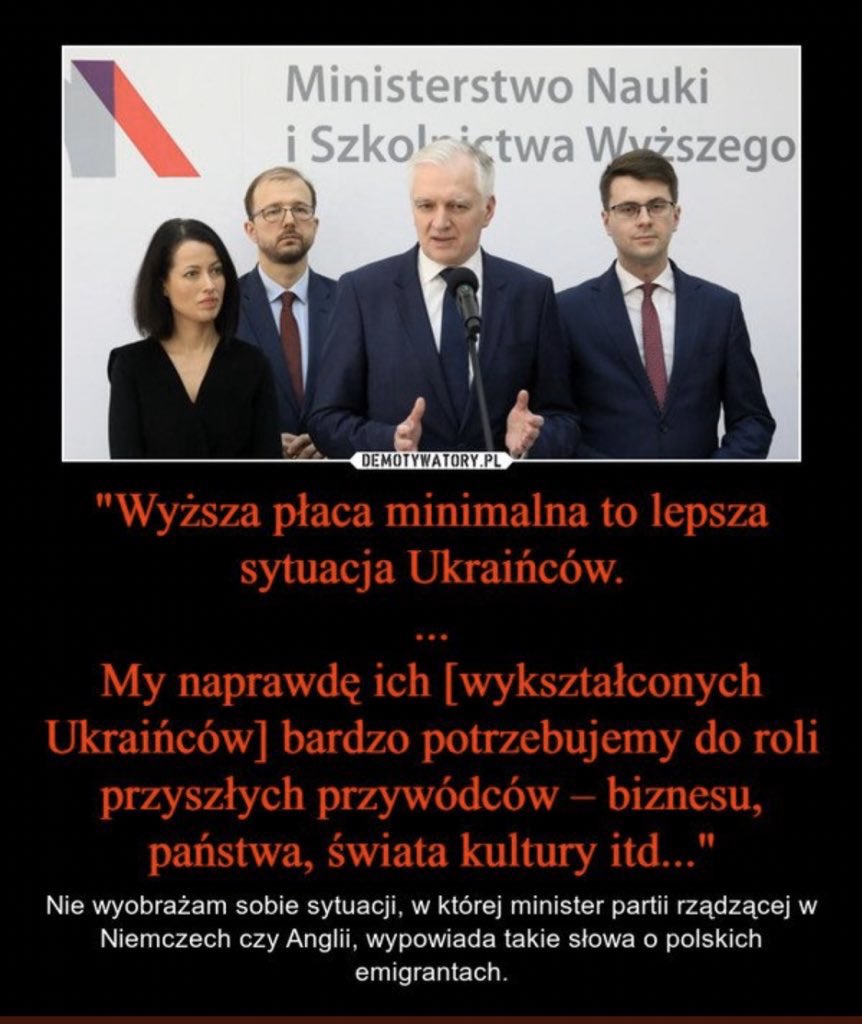 Ministerstwo Nauki
i Szkolnictwa Wyższego
DEMOTYWATORY.PL
"Wyższa płaca minimalna to lepsza
sytuacja Ukraińców.
...
My naprawdę ich [wykształconych
Ukraińców] bardzo potrzebujemy do roli
przyszłych przywódców – biznesu,
państwa, świata kultury itd..."
Nie wyobrażam sobie sytuacji, w której minister partii rządzącej w
Niemczech czy Anglii, wypowiada takie słowa o polskich
emigrantach.